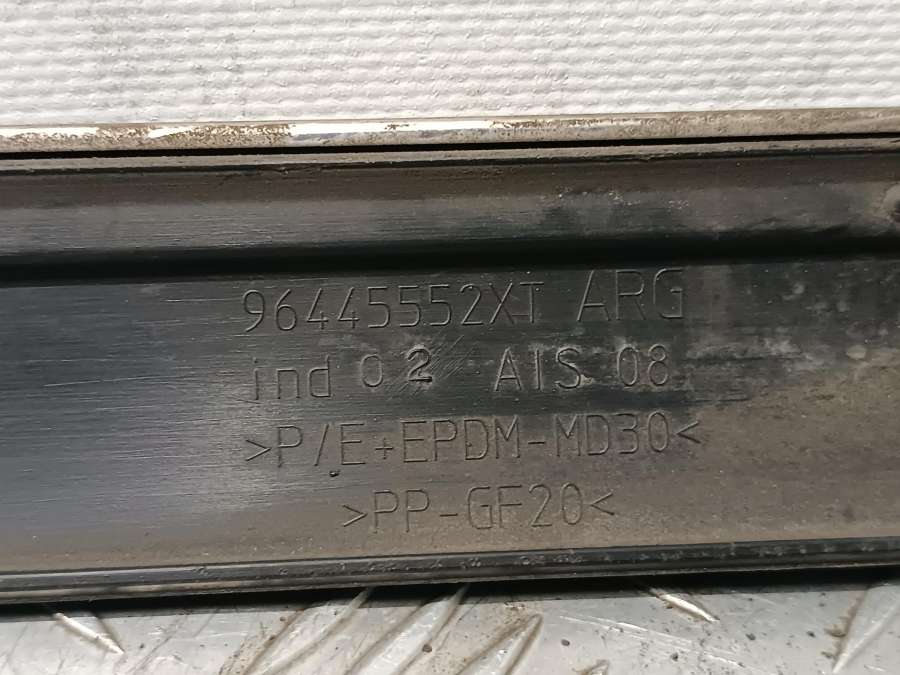 96445552XT ARG
ind 02 AIS 08
>P/E+EPDM-MD30<
>PP-GF20<